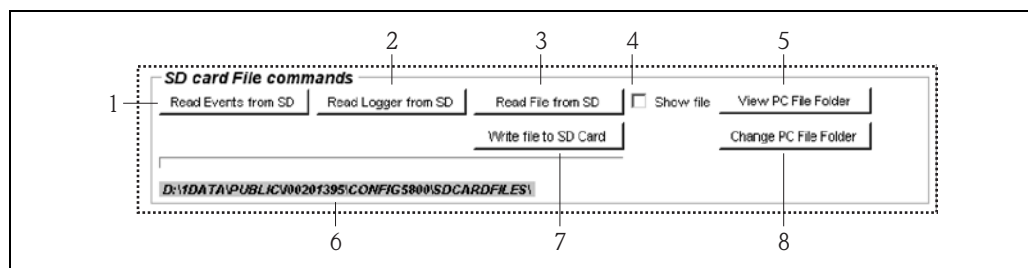 2 3 4 5
SD card File commands
1 Read Events from SD Read Logger from SD Read File from SD Show file View PC File Folder
Write file to SD Card Change PC File Folder
D:\1DATA\PUBLIC\V00201395\CONFIG5800\SDCARDFILES\
6 7 8